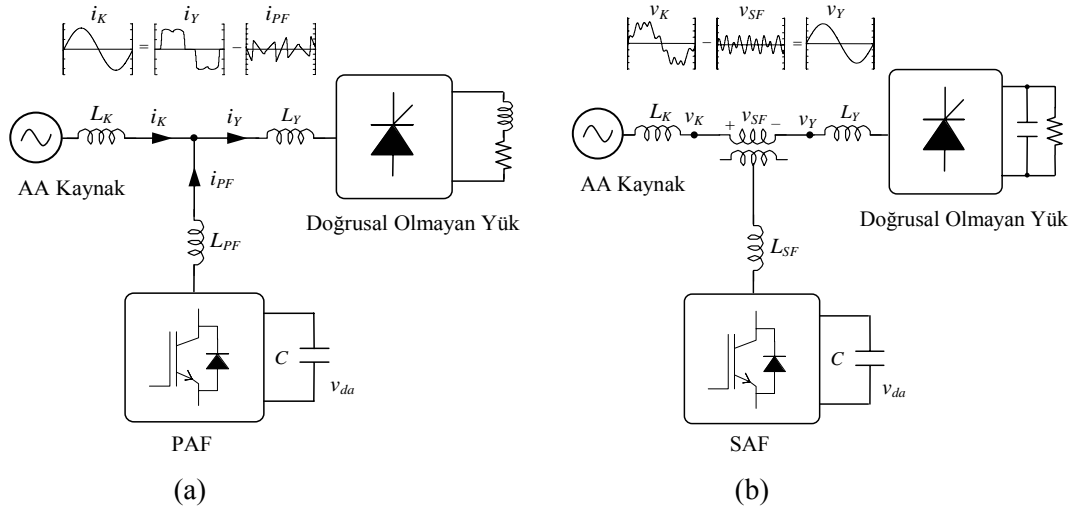 i_K i_Y i_PF
= −
L_K i_K i_Y L_Y
AA Kaynak
i_PF
Doğrusal Olmayan Yük
L_PF
C
v_da
PAF
(a)
v_K v_SF v_Y
− =
L_K v_K + v_SF − v_Y L_Y
AA Kaynak
Doğrusal Olmayan Yük
L_SF
C
v_da
SAF
(b)